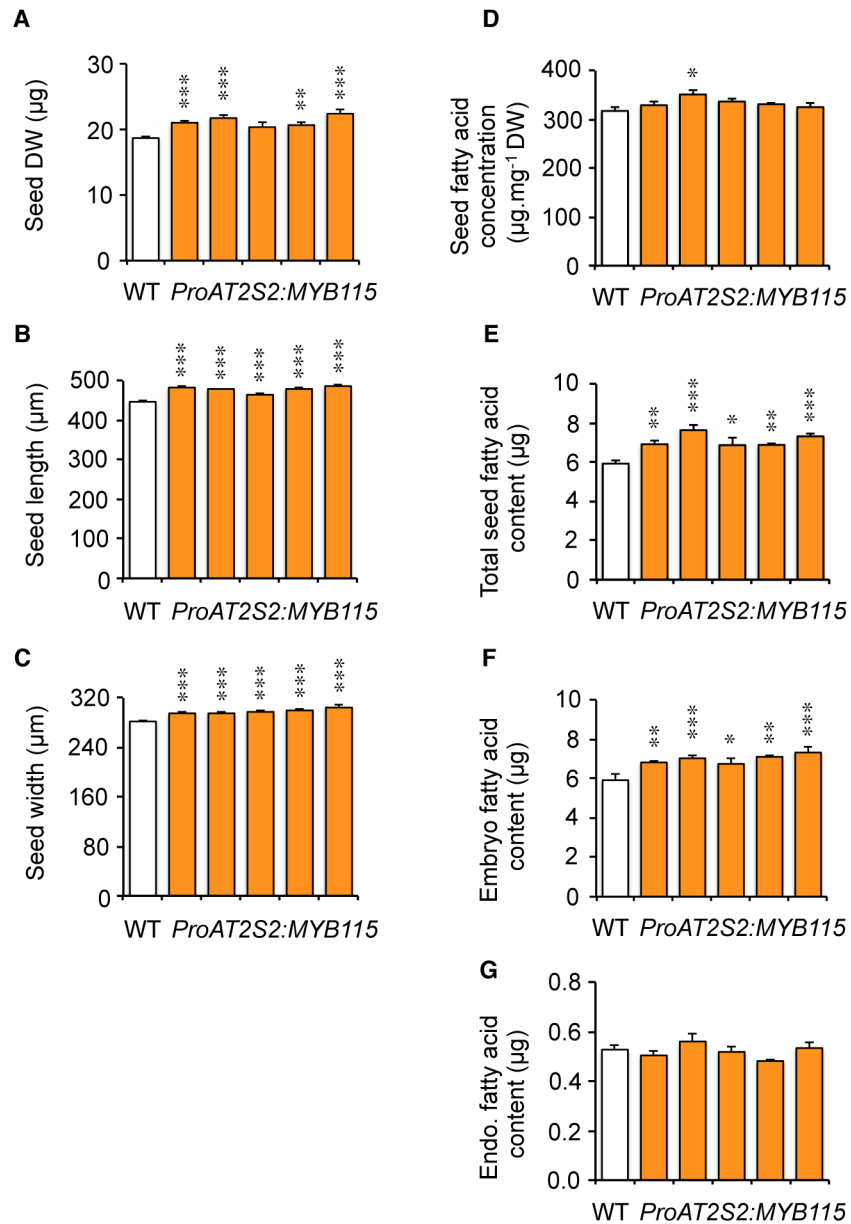 A
Seed DW (µg)
30
20
10
0
***
***
**
***
WT ProAT2S2:MYB115
B
Seed length (µm)
500
400
300
200
100
0
***
***
***
***
***
WT ProAT2S2:MYB115
C
Seed width (µm)
320
240
160
80
0
***
***
***
***
***
WT ProAT2S2:MYB115
D
Seed fatty acid
concentration
(µg.mg⁻¹ DW)
400
300
200
100
0
*
WT ProAT2S2:MYB115
E
Total seed fatty acid
content (µg)
10
8
6
4
2
0
**
***
*
**
***
WT ProAT2S2:MYB115
F
Embryo fatty acid
content (µg)
10
8
6
4
2
0
**
***
*
**
***
WT ProAT2S2:MYB115
G
Endo. fatty acid
content (µg)
0.8
0.6
0.4
0.2
0.0
WT ProAT2S2:MYB115